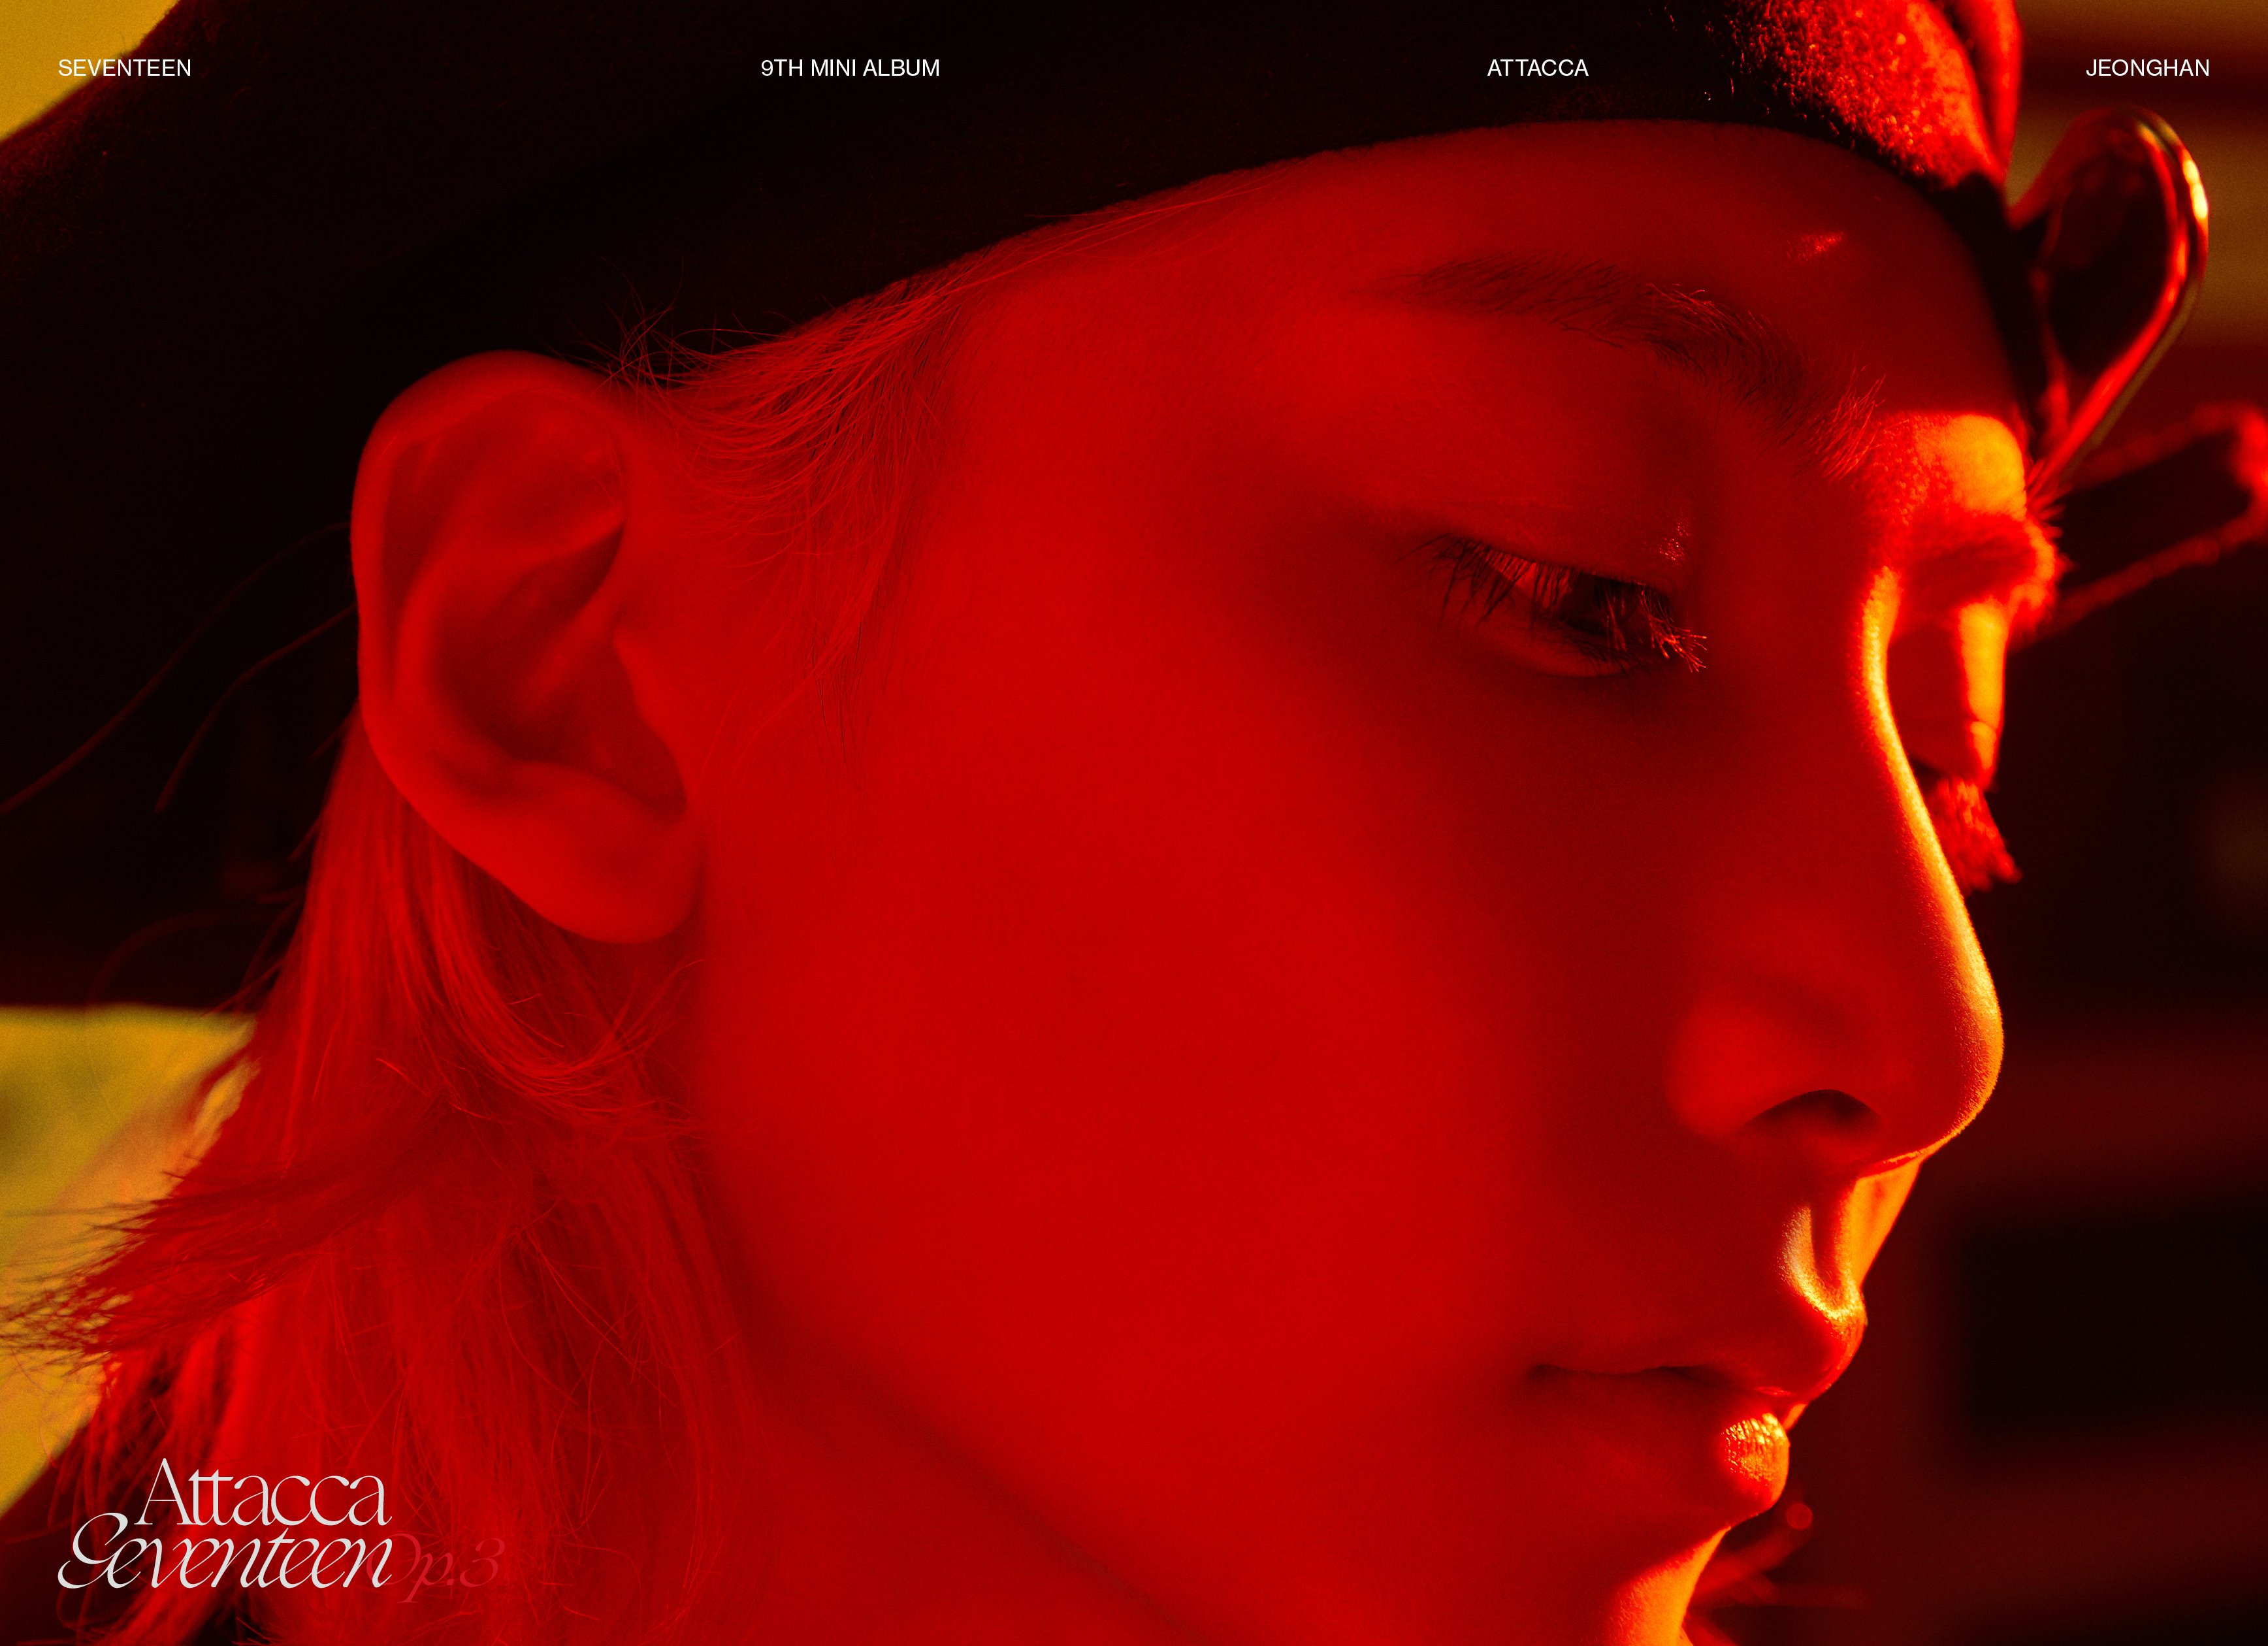 SEVENTEEN
9TH MINI ALBUM
ATTACCA
JEONGHAN
Attacca
Seventeen Op.3